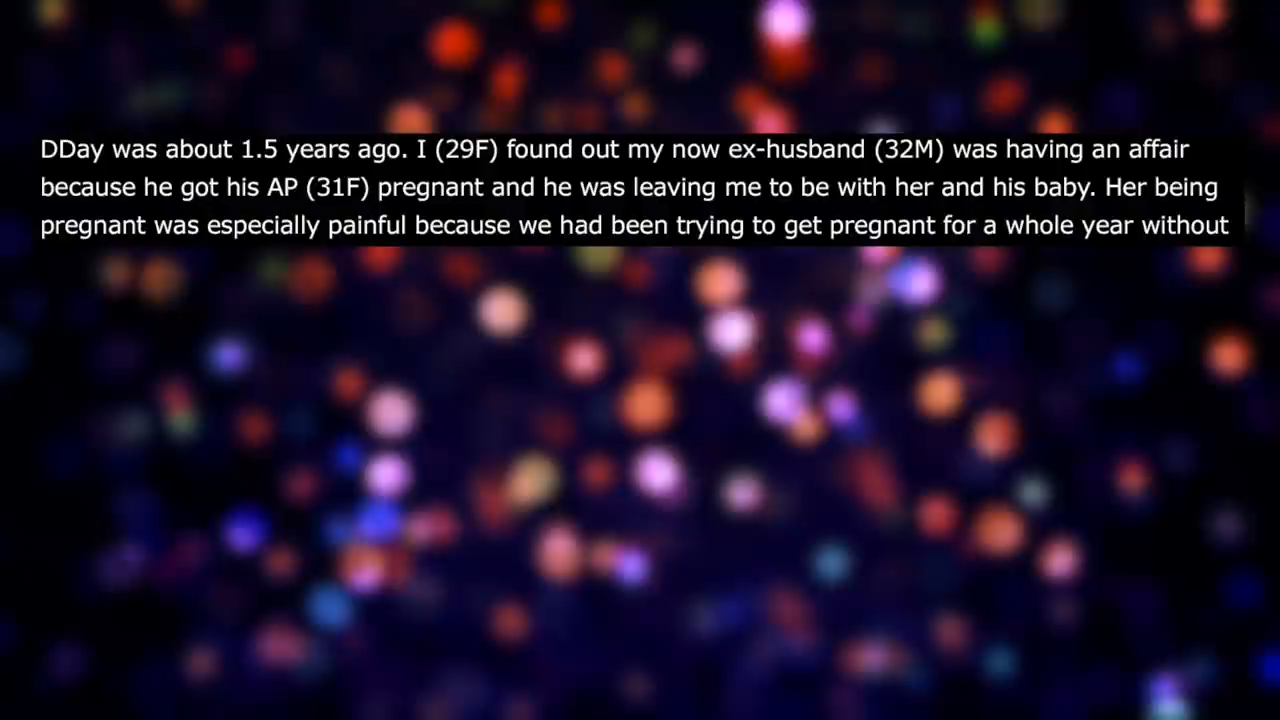 DDay was about 1.5 years ago. I (29F) found out my now ex-husband (32M) was having an affair
because he got his AP (31F) pregnant and he was leaving me to be with her and his baby. Her being
pregnant was especially painful because we had been trying to get pregnant for a whole year without